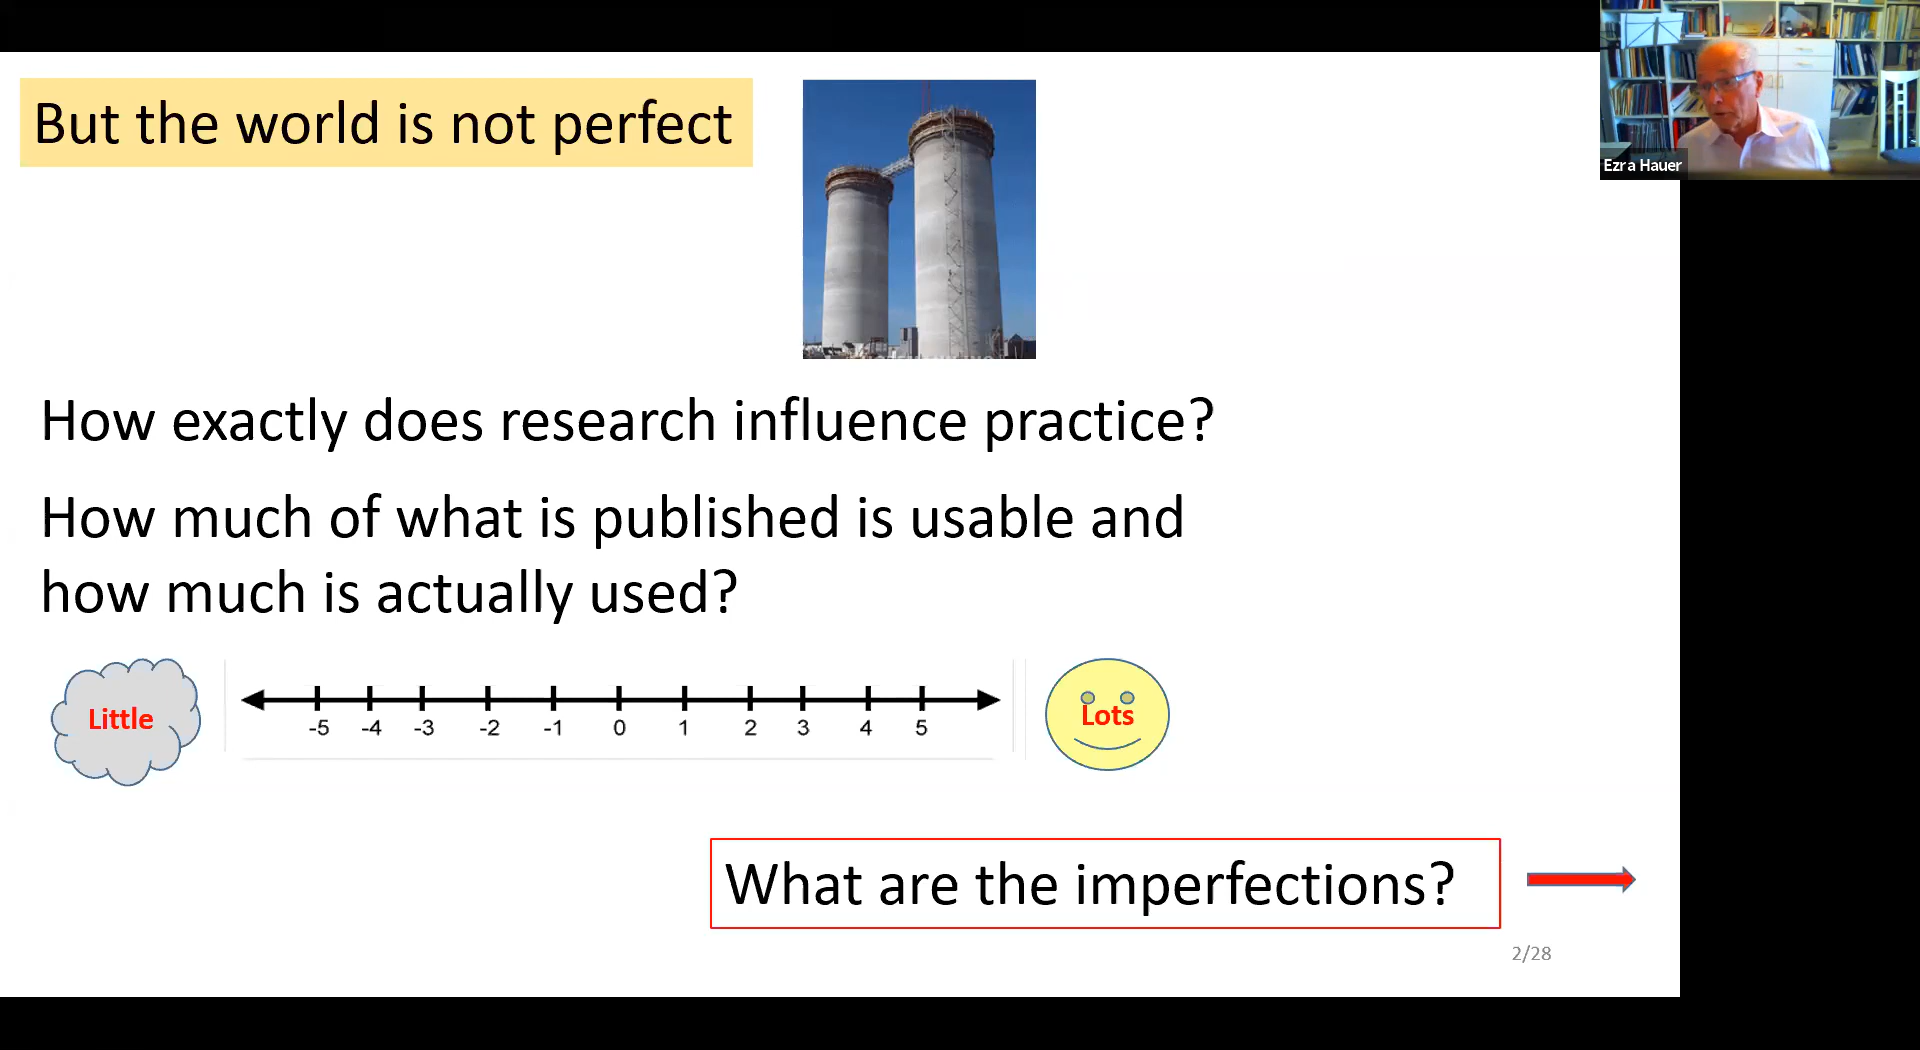 But the world is not perfect
Ezra Hauer
How exactly does research influence practice?
How much of what is published is usable and
how much is actually used?
Little
-5 -4 -3 -2 -1 0 1 2 3 4 5
Lots
What are the imperfections?
2/28